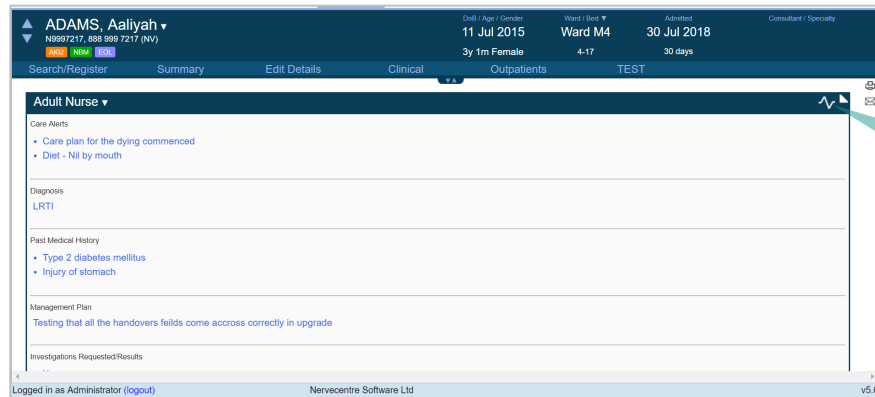 ADAMS, Aaliyah ▾
N9997217, 888 999 7217 (NV)
AKI2 NBM EOL
DoB / Age / Gender
11 Jul 2015
3y 1m Female
Ward / Bed ▼
Ward M4
4-17
Admitted
30 Jul 2018
30 days
Consultant / Specialty
Search/Register Summary Edit Details Clinical Outpatients TEST
Adult Nurse ▾
Care Alerts
• Care plan for the dying commenced
• Diet - Nil by mouth
Diagnosis
LRTI
Past Medical History
• Type 2 diabetes mellitus
• Injury of stomach
Management Plan
Testing that all the handovers feilds come accross correctly in upgrade
Investigations Requested/Results
Logged in as Administrator (logout) Nervecentre Software Ltd